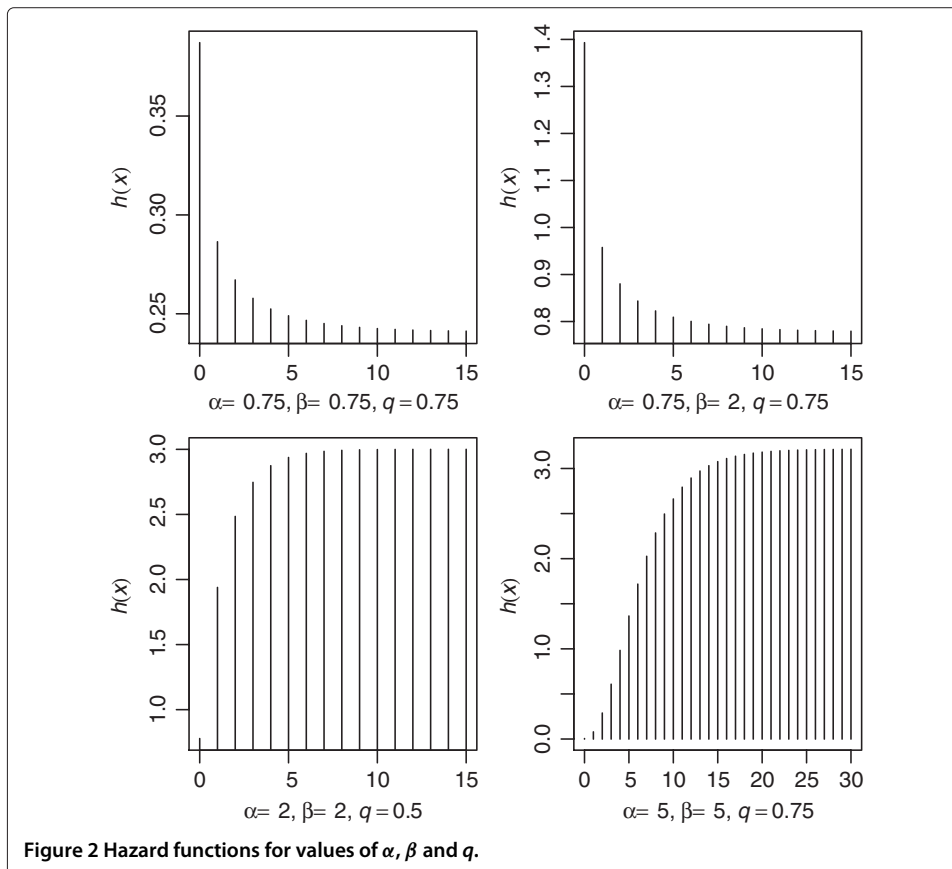 h(x)
0.25 0.30 0.35
0 5 10 15
α= 0.75, β= 0.75, q = 0.75
h(x)
0.8 0.9 1.0 1.1 1.2 1.3 1.4
0 5 10 15
α= 0.75, β= 2, q = 0.75
h(x)
1.0 1.5 2.0 2.5 3.0
0 5 10 15
α= 2, β= 2, q = 0.5
h(x)
0.0 1.0 2.0 3.0
0 5 10 15 20 25 30
α= 5, β= 5, q = 0.75
Figure 2 Hazard functions for values of α, β and q.